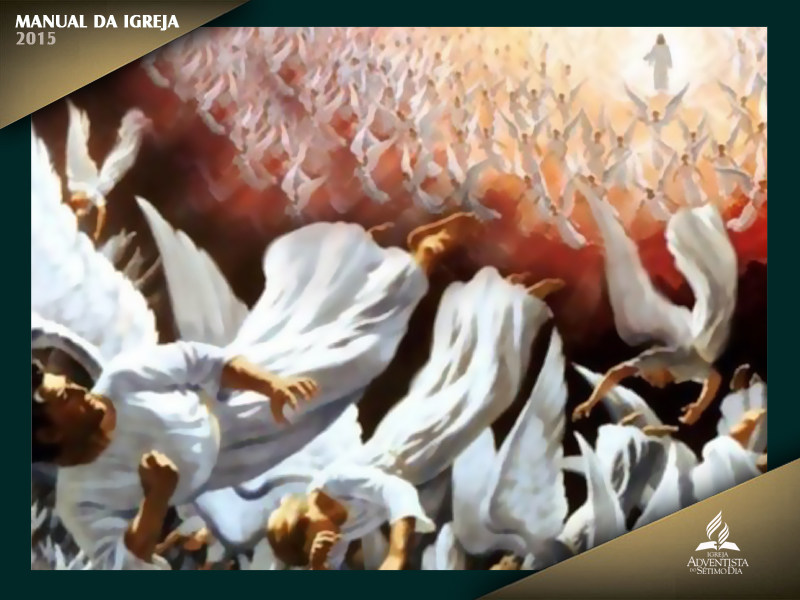 MANUAL DA IGREJA
2015
IGREJA
ADVENTISTA
DO SÉTIMO DIA